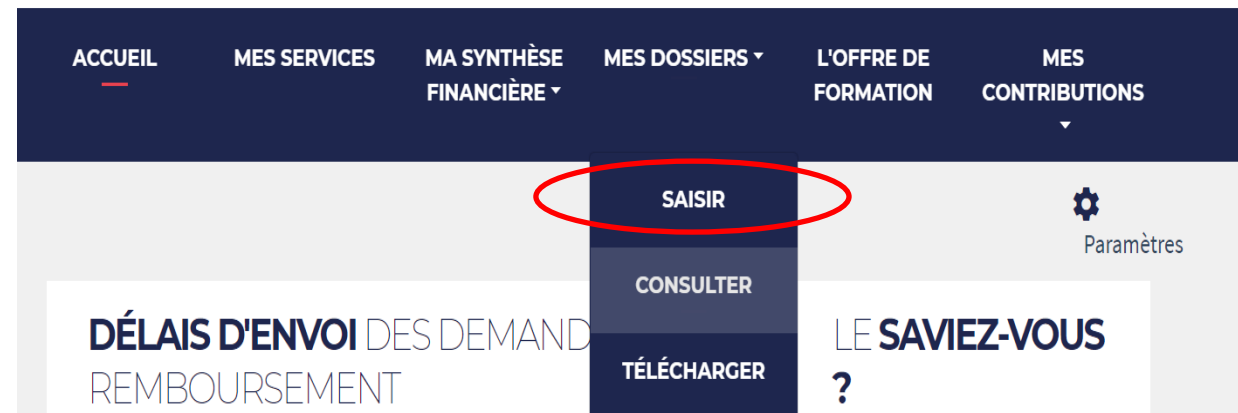 ACCUEIL
MES SERVICES
MA SYNTHÈSE
FINANCIÈRE
MES DOSSIERS
L'OFFRE DE
FORMATION
MES
CONTRIBUTIONS
SAISIR
CONSULTER
TÉLÉCHARGER
Paramètres
DÉLAIS D'ENVOI DES DEMAND
REMBOURSEMENT
LE SAVIEZ-VOUS
?